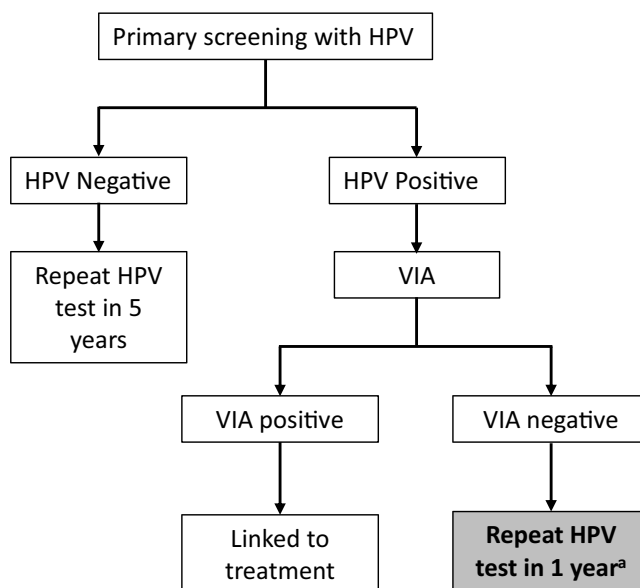 Primary screening with HPV
HPV Negative
HPV Positive
Repeat HPV
test in 5
years
VIA
VIA positive
VIA negative
Linked to
treatment
Repeat HPV
test in 1 yearᵃ